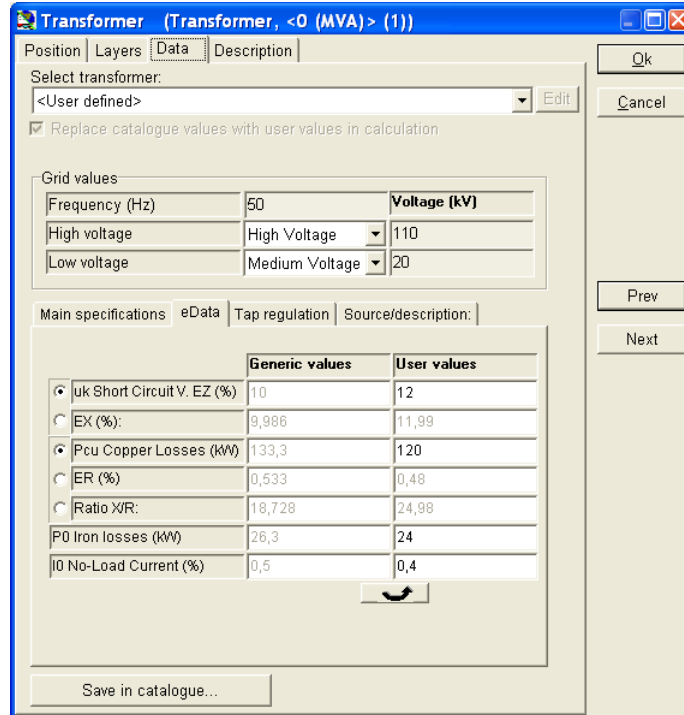 Transformer (Transformer, <0 (MVA)> (1))
Position Layers Data Description
Ok
Select transformer:
<User defined> Edit
Cancel
Replace catalogue values with user values in calculation
Grid values
Frequency (Hz) 50 Voltage (kV)
High voltage High Voltage 110
Low voltage Medium Voltage 20
Prev
Main specifications eData Tap regulation Source/description:
Next
Generic values User values
uk Short Circuit V. EZ (%) 10 12
EX (%): 9,986 11,99
Pcu Copper Losses (kW) 133,3 120
ER (%) 0,533 0,48
Ratio X/R: 18,728 24,98
P0 Iron losses (kW) 26,3 24
I0 No-Load Current (%) 0,5 0,4
Save in catalogue...